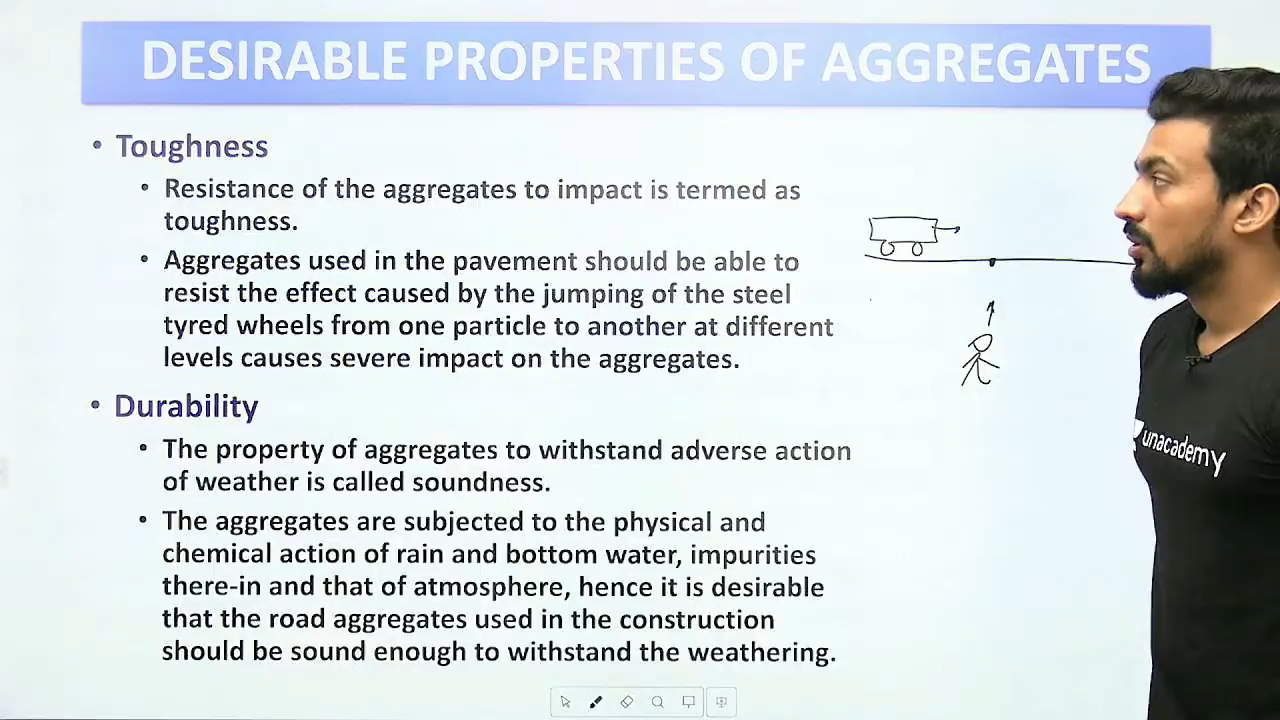 DESIRABLE PROPERTIES OF AGGREGATES
• Toughness
• Resistance of the aggregates to impact is termed as
toughness.
• Aggregates used in the pavement should be able to
resist the effect caused by the jumping of the steel
tyred wheels from one particle to another at different
levels causes severe impact on the aggregates.
• Durability
• The property of aggregates to withstand adverse action
of weather is called soundness.
• The aggregates are subjected to the physical and
chemical action of rain and bottom water, impurities
there-in and that of atmosphere, hence it is desirable
that the road aggregates used in the construction
should be sound enough to withstand the weathering.
unacademy